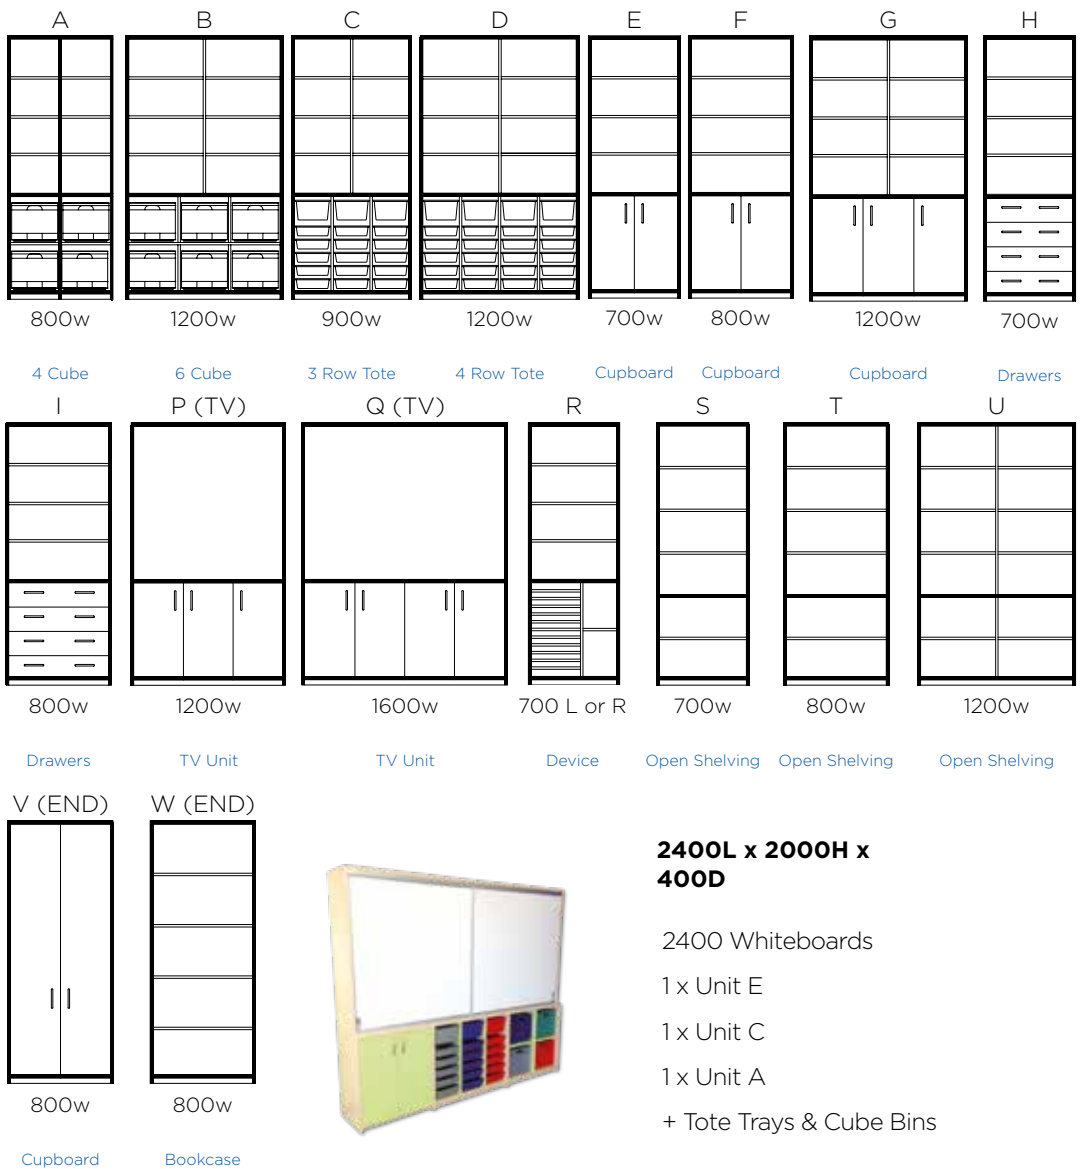 A B C D E F G H
800w 1200w 900w 1200w 700w 800w 1200w 700w
4 Cube 6 Cube 3 Row Tote 4 Row Tote Cupboard Cupboard Cupboard Drawers
I P (TV) Q (TV) R S T U
800w 1200w 1600w 700 L or R 700w 800w 1200w
Drawers TV Unit TV Unit Device Open Shelving Open Shelving Open Shelving
V (END) W (END)
800w 800w
Cupboard Bookcase
2400L x 2000H x
400D
2400 Whiteboards
1 x Unit E
1 x Unit C
1 x Unit A
+ Tote Trays & Cube Bins